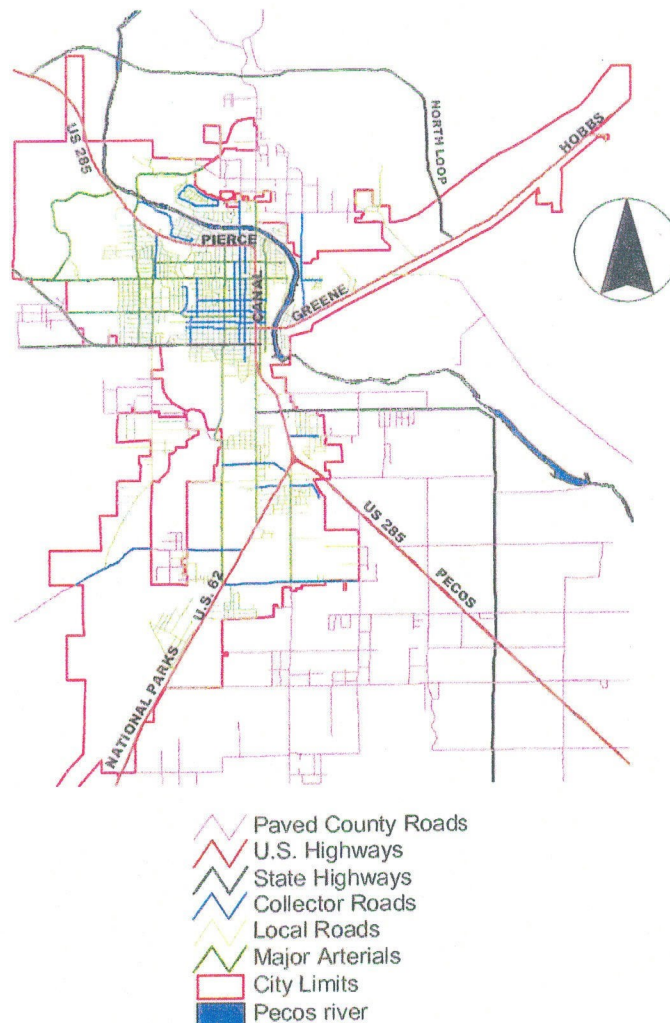 US 285
NORTH LOOP
HOBBS
PIERCE
CANAL
GREENE
US 285
PECOS
U.S. 62
NATIONAL PARKS
Paved County Roads
U.S. Highways
State Highways
Collector Roads
Local Roads
Major Arterials
City Limits
Pecos river